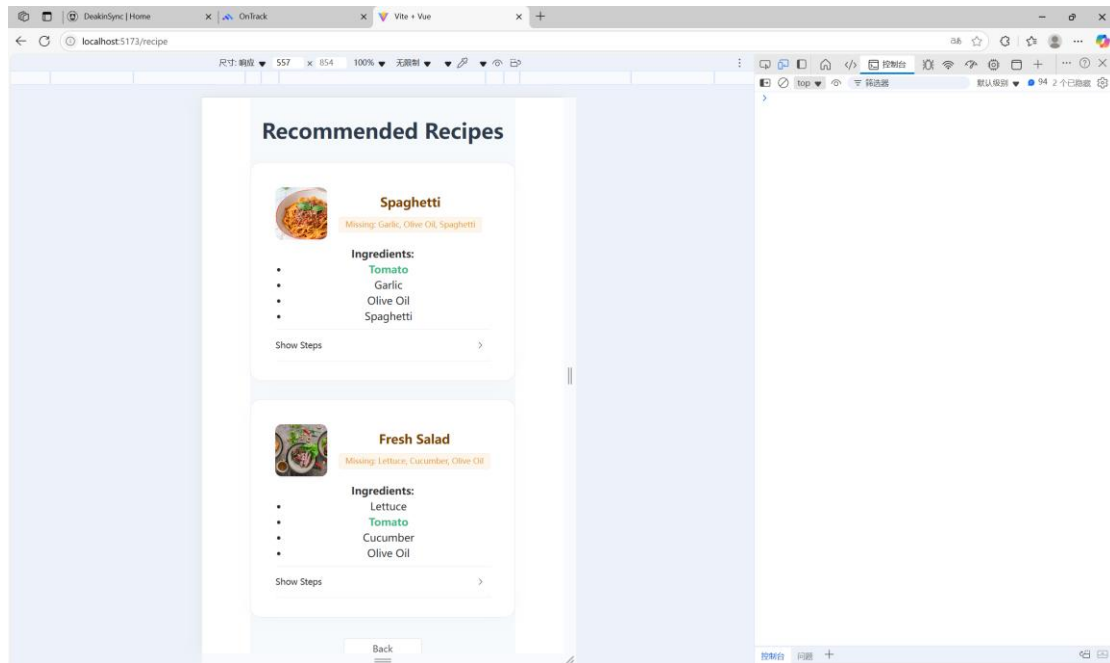 DeakinSync | Home
OnTrack
Vite + Vue
localhost:5173/recipe
尺寸: 响应 557 x 854 100% 无限制
控制台
top 筛选器 默认级别 94 2 个已隐藏
Recommended Recipes
Spaghetti
Missing: Garlic, Olive Oil, Spaghetti
Ingredients:
Tomato
Garlic
Olive Oil
Spaghetti
Show Steps
Fresh Salad
Missing: Lettuce, Cucumber, Olive Oil
Ingredients:
Lettuce
Tomato
Cucumber
Olive Oil
Show Steps
Back
控制台 问题